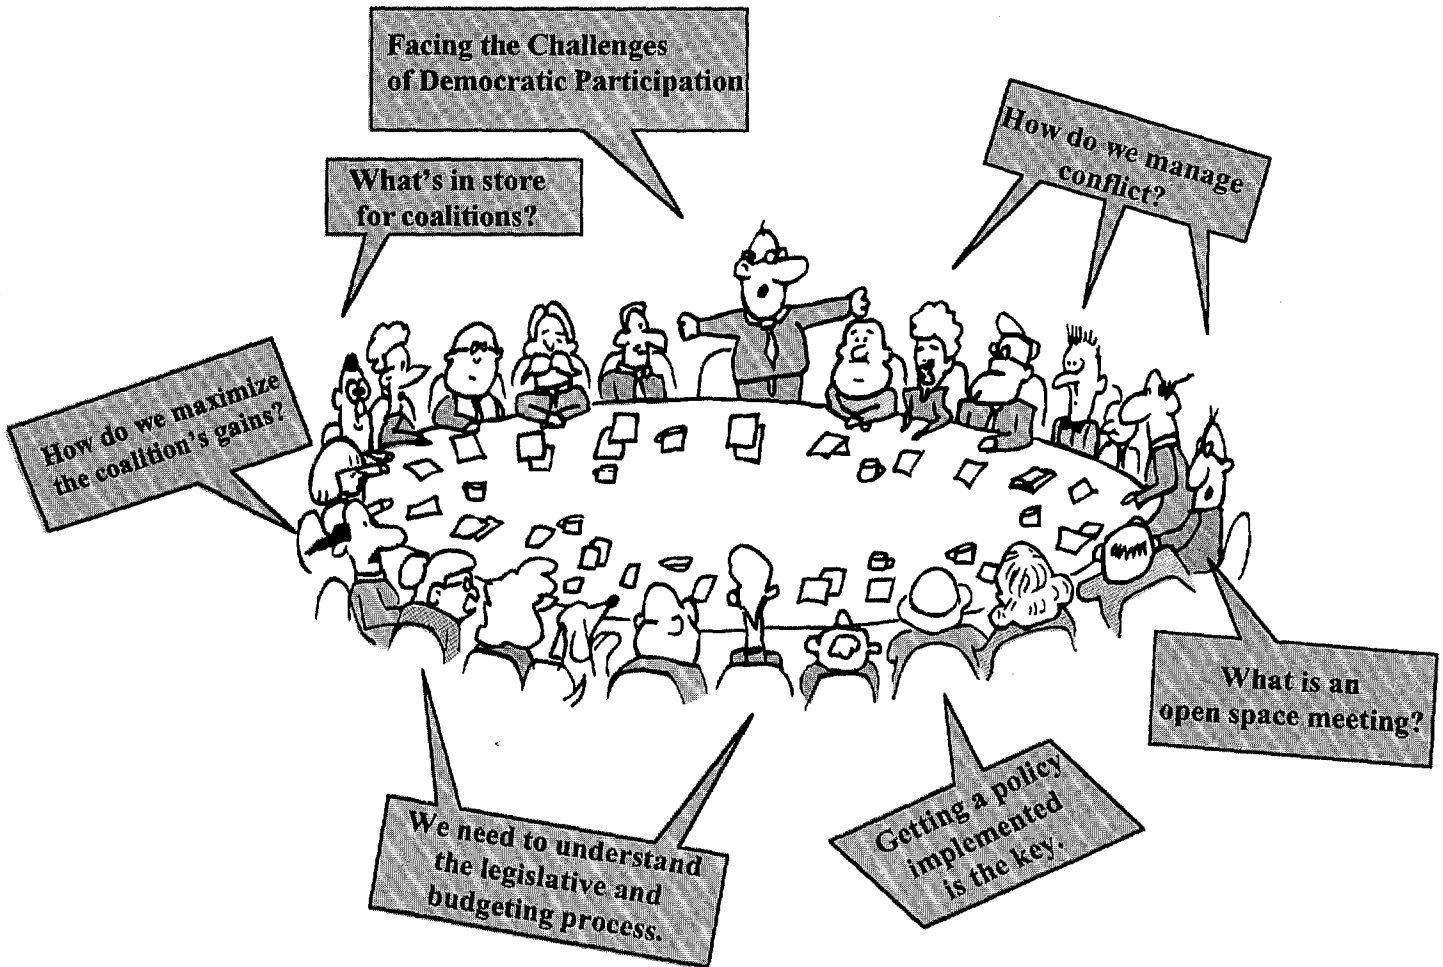 Facing the Challenges
of Democratic Participation
What's in store
for coalitions?
How do we manage
conflict?
How do we maximize
the coalition's gains?
What is an
open space meeting?
We need to understand
the legislative and
budgeting process.
Getting a policy
implemented
is the key.